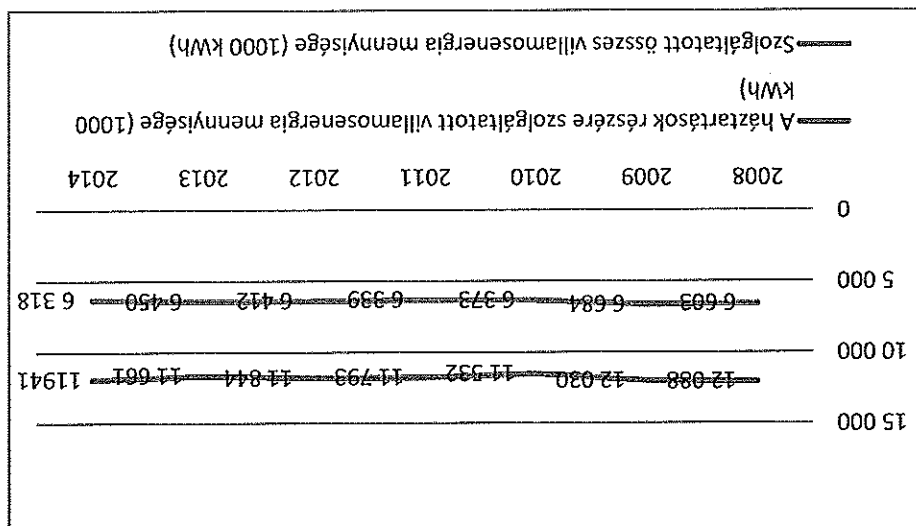 15 000
12 088 12 030 11 532 11 793 11 844 11 661 11941
10 000
6 603 6 684 6 373 6 339 6 412 6 450 6 318
5 000
0
2008 2009 2010 2011 2012 2013 2014
A háztartások részére szolgáltatott villamosenergia mennyisége (1000
kWh)
Szolgáltatott összes villamosenergia mennyisége (1000 kWh)